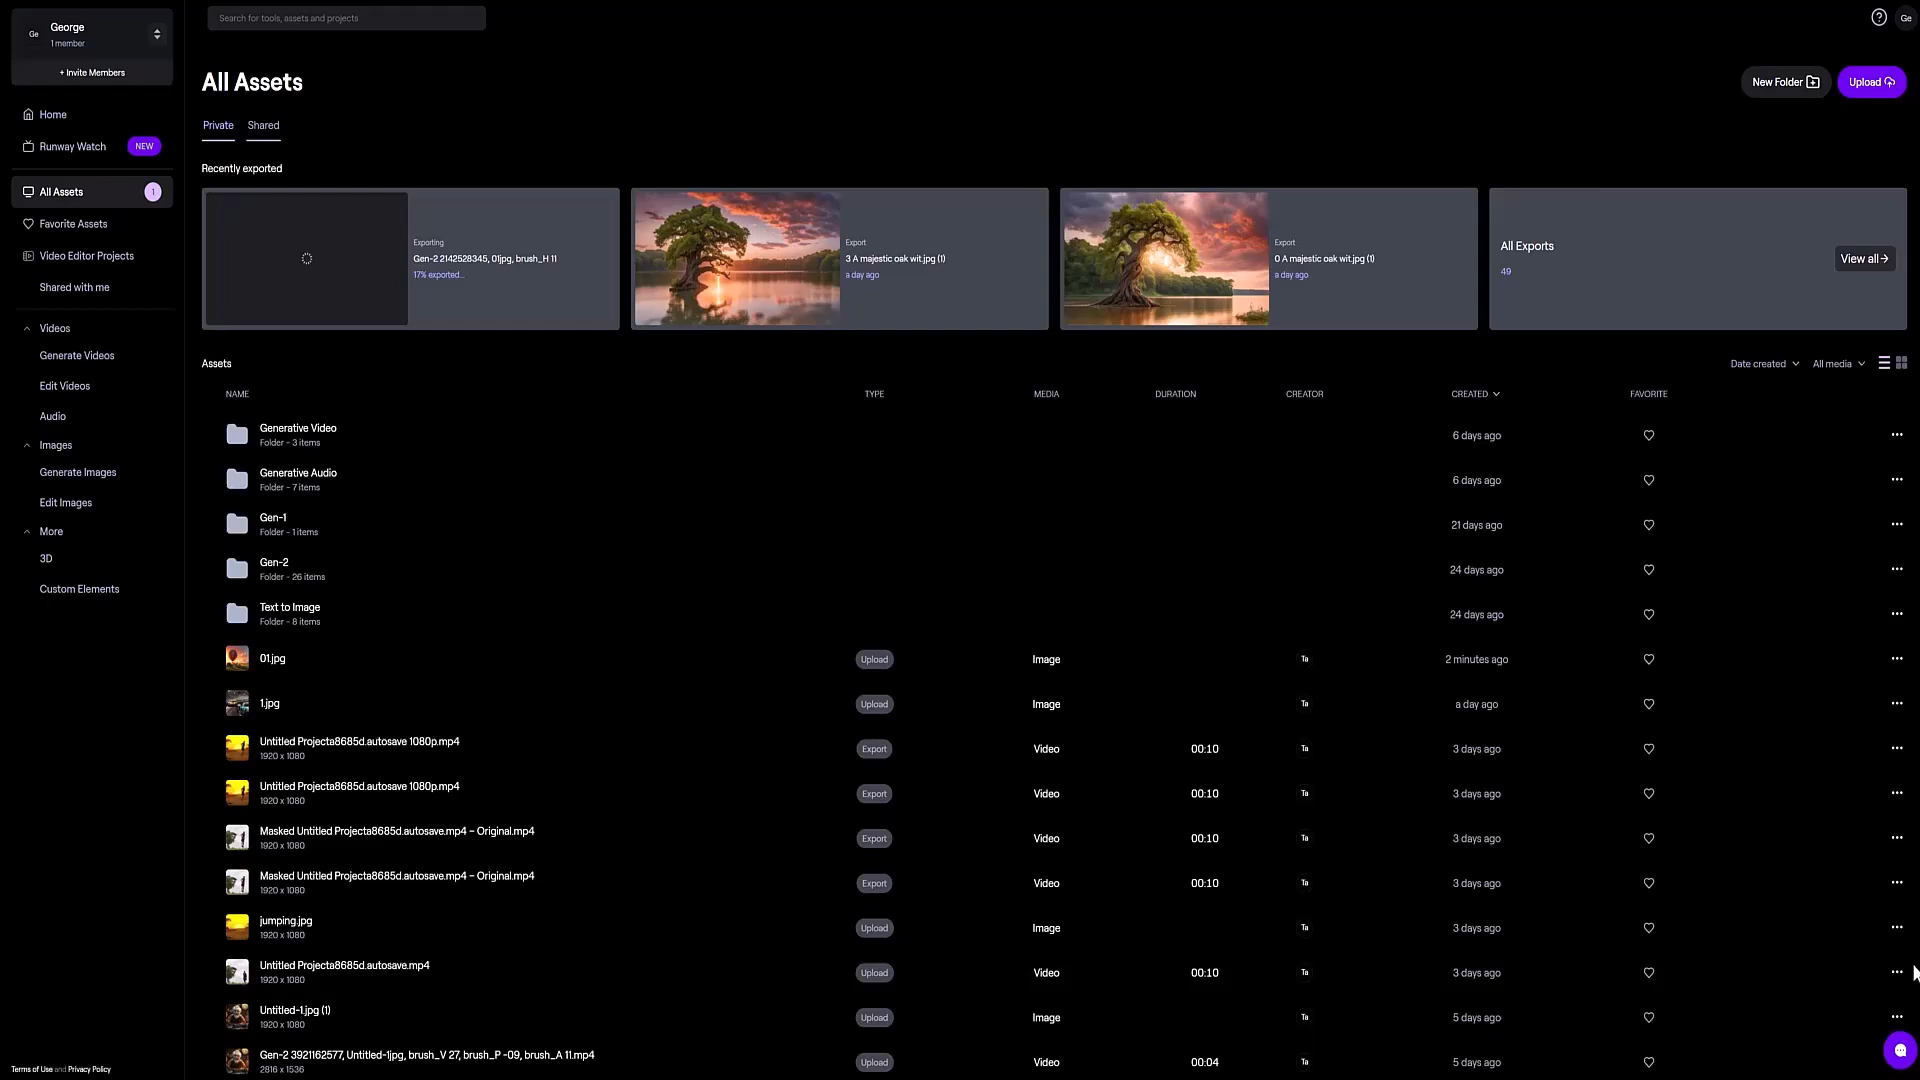 Ge
George
1 member
+ Invite Members
Search for tools, assets and projects
Ge
Home
Runway Watch NEW
All Assets 1
Favorite Assets
Video Editor Projects
Shared with me
Videos
Generate Videos
Edit Videos
Audio
Images
Generate Images
Edit Images
More
3D
Custom Elements
Terms of Use and Privacy Policy
All Assets
New Folder
Upload
Private Shared
Recently exported
Exporting
Gen-2 2142528345, 01jpg, brush_H 11
17% exported...
Export
3 A majestic oak wit.jpg (1)
a day ago
Export
0 A majestic oak wit.jpg (1)
a day ago
All Exports
49
View all
Assets
Date created All media
NAME TYPE MEDIA DURATION CREATOR CREATED FAVORITE
Generative Video
Folder - 3 items
6 days ago
Generative Audio
Folder - 7 items
6 days ago
Gen-1
Folder - 1 items
21 days ago
Gen-2
Folder - 26 items
24 days ago
Text to Image
Folder - 8 items
24 days ago
01.jpg Upload Image Ta 2 minutes ago
1.jpg Upload Image Ta a day ago
Untitled Projecta8685d.autosave 1080p.mp4
1920 x 1080
Export Video 00:10 Ta 3 days ago
Untitled Projecta8685d.autosave 1080p.mp4
1920 x 1080
Export Video 00:10 Ta 3 days ago
Masked Untitled Projecta8685d.autosave.mp4 - Original.mp4
1920 x 1080
Export Video 00:10 Ta 3 days ago
Masked Untitled Projecta8685d.autosave.mp4 - Original.mp4
1920 x 1080
Export Video 00:10 Ta 3 days ago
jumping.jpg
1920 x 1080
Upload Image Ta 3 days ago
Untitled Projecta8685d.autosave.mp4
1920 x 1080
Upload Video 00:10 Ta 3 days ago
Untitled-1.jpg (1)
1920 x 1080
Upload Image Ta 5 days ago
Gen-2 3921162577, Untitled-1jpg, brush_V 27, brush_P -09, brush_A 11.mp4
2816 x 1536
Upload Video 00:04 Ta 5 days ago